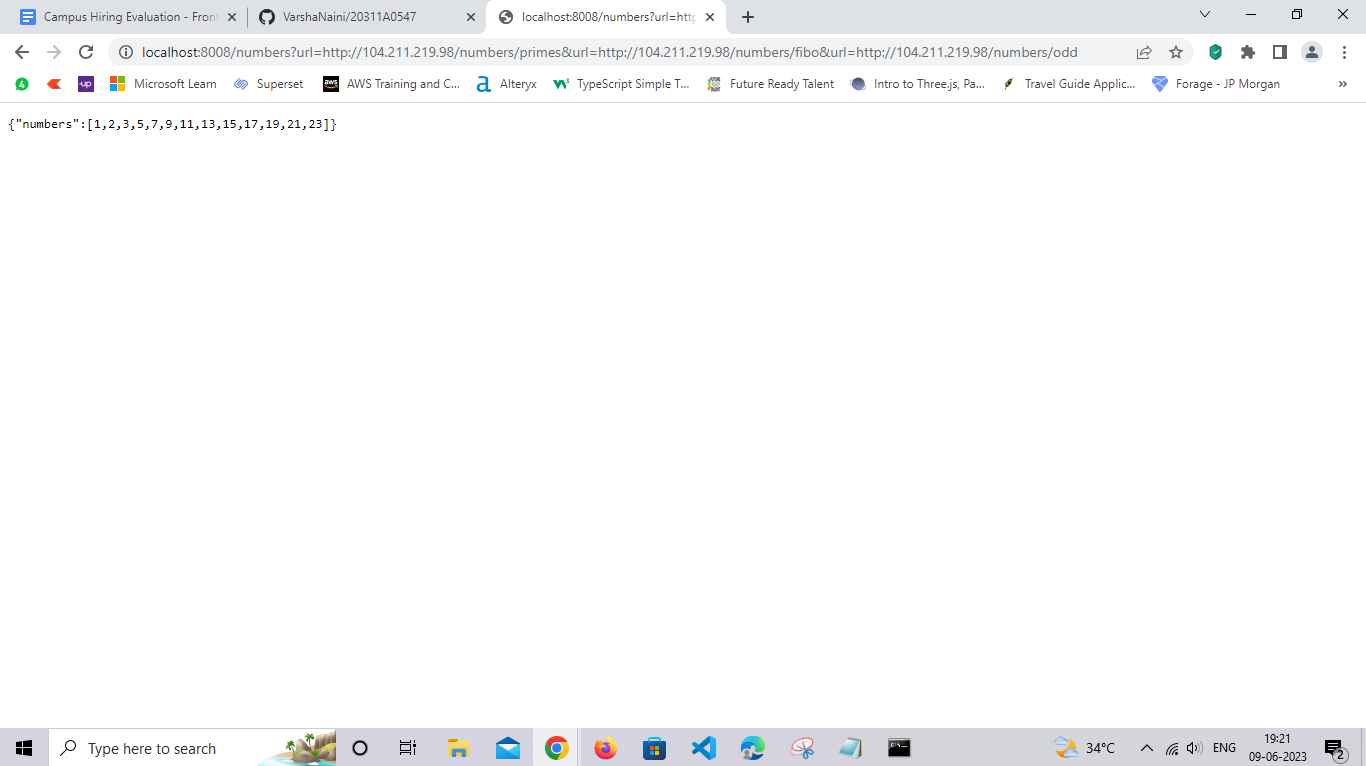 Campus Hiring Evaluation - Front
VarshaNaini/20311A0547
localhost:8008/numbers?url=http
localhost:8008/numbers?url=http://104.211.219.98/numbers/primes&url=http://104.211.219.98/numbers/fibo&url=http://104.211.219.98/numbers/odd
4 up Microsoft Learn Superset aws AWS Training and C... a Alteryx TypeScript Simple T... Future Ready Talent Intro to Three.js, Pa... Travel Guide Applic... Forage - JP Morgan »
{"numbers":[1,2,3,5,7,9,11,13,15,17,19,21,23]}
Type here to search
34°C
ENG
19:21
09-06-2023
2